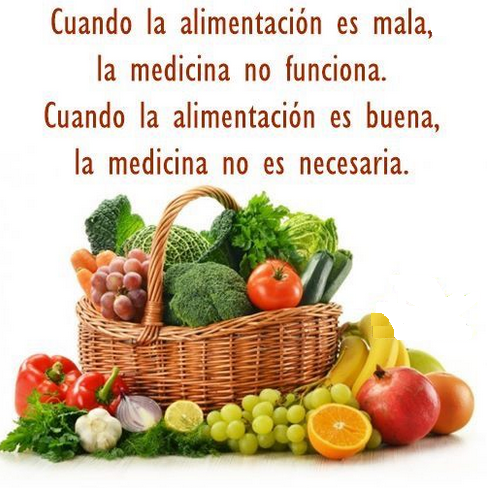 Cuando la alimentación es mala,
la medicina no funciona.
Cuando la alimentación es buena,
la medicina no es necesaria.